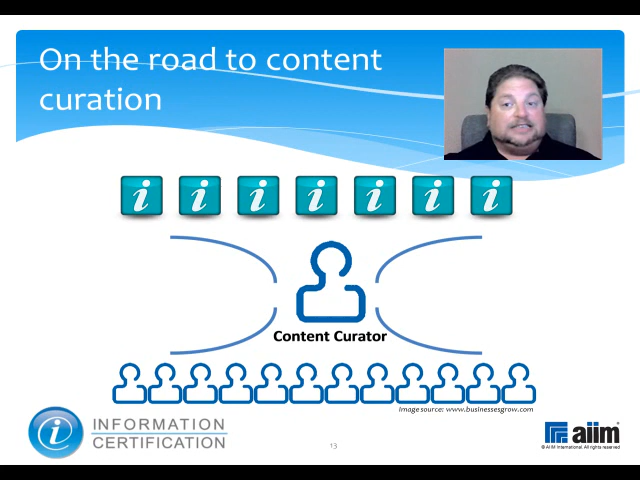 On the road to content
curation
i i i i i i i
Content Curator
Image source: www.businessesgrow.com
i
INFORMATION
CERTIFICATION
13
aiim
© AIIM International. All rights reserved